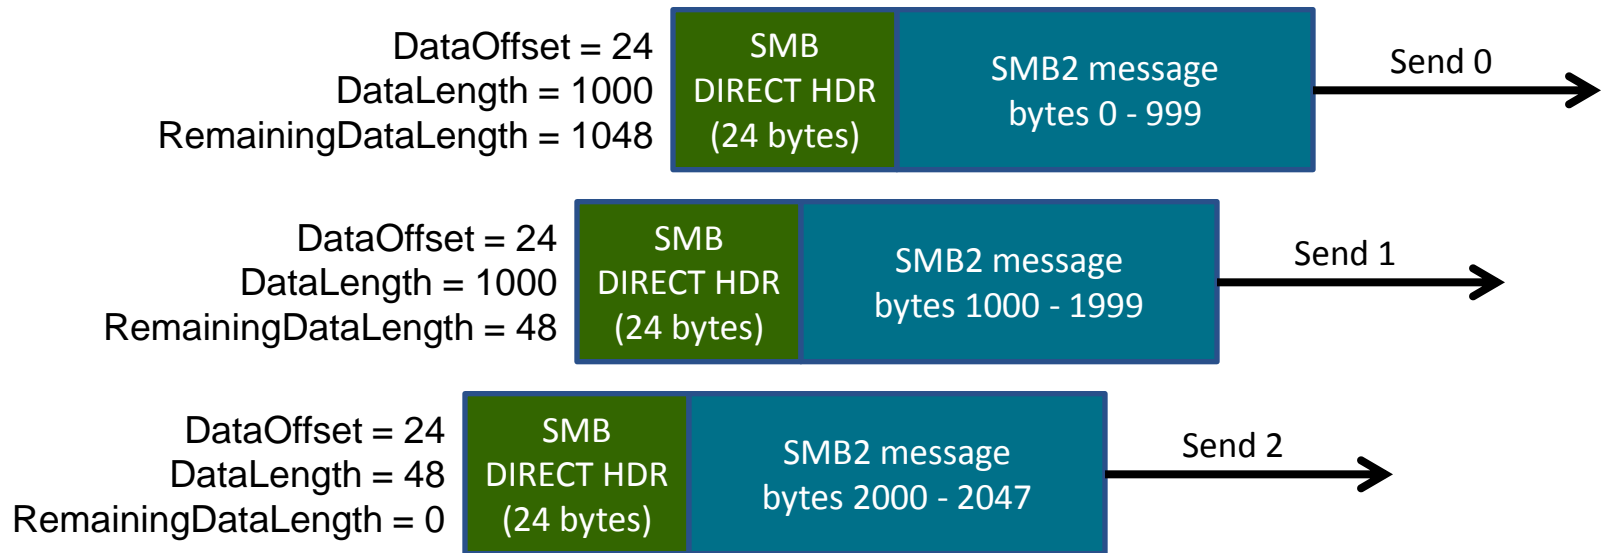 DataOffset = 24
DataLength = 1000
RemainingDataLength = 1048
SMB
DIRECT HDR
(24 bytes)
SMB2 message
bytes 0 - 999
Send 0
DataOffset = 24
DataLength = 1000
RemainingDataLength = 48
SMB
DIRECT HDR
(24 bytes)
SMB2 message
bytes 1000 - 1999
Send 1
DataOffset = 24
DataLength = 48
RemainingDataLength = 0
SMB
DIRECT HDR
(24 bytes)
SMB2 message
bytes 2000 - 2047
Send 2